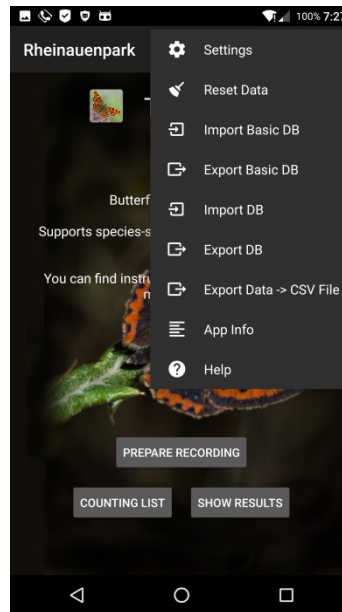 100% 7:27
Rheinauenpark
Settings
Reset Data
Import Basic DB
Butterf
Export Basic DB
Supports species-s
Import DB
Export DB
You can find instru
Export Data -> CSV File
App Info
Help
PREPARE RECORDING
COUNTING LIST
SHOW RESULTS